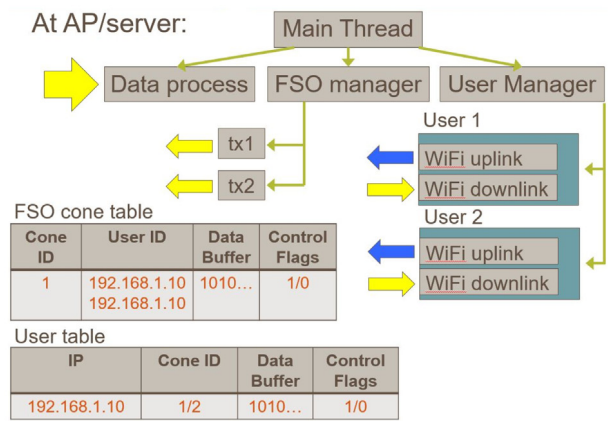 At AP/server:
Main Thread
Data process
FSO manager
User Manager
tx1
tx2
User 1
WiFi uplink
WiFi downlink
User 2
WiFi uplink
WiFi downlink
FSO cone table
Cone ID User ID Data Buffer Control Flags
1 192.168.1.10 1010... 1/0
192.168.1.10
User table
IP Cone ID Data Buffer Control Flags
192.168.1.10 1/2 1010... 1/0